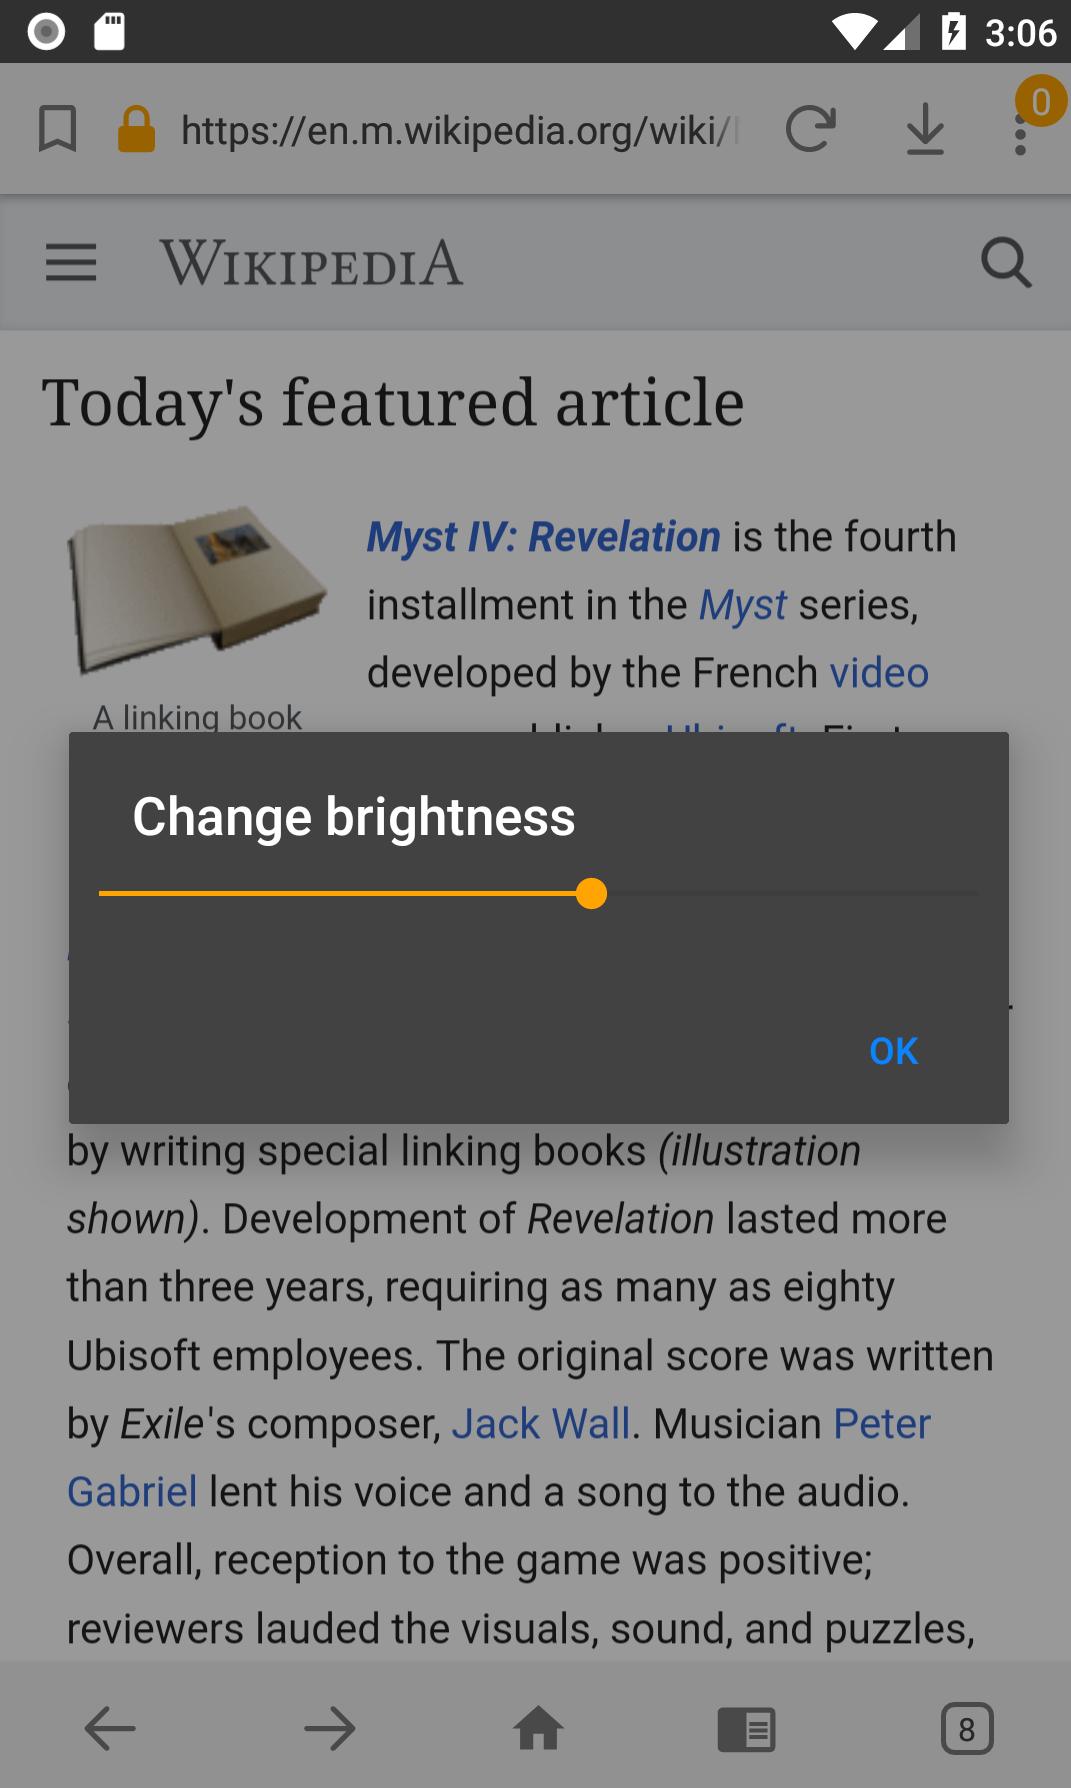 3:06
https://en.m.wikipedia.org/wiki/
0
WIKIPEDIA
Today's featured article
Myst IV: Revelation is the fourth
installment in the Myst series,
developed by the French video
A linking book
Change brightness
OK
by writing special linking books (illustration
shown). Development of Revelation lasted more
than three years, requiring as many as eighty
Ubisoft employees. The original score was written
by Exile's composer, Jack Wall. Musician Peter
Gabriel lent his voice and a song to the audio.
Overall, reception to the game was positive;
reviewers lauded the visuals, sound, and puzzles,
8